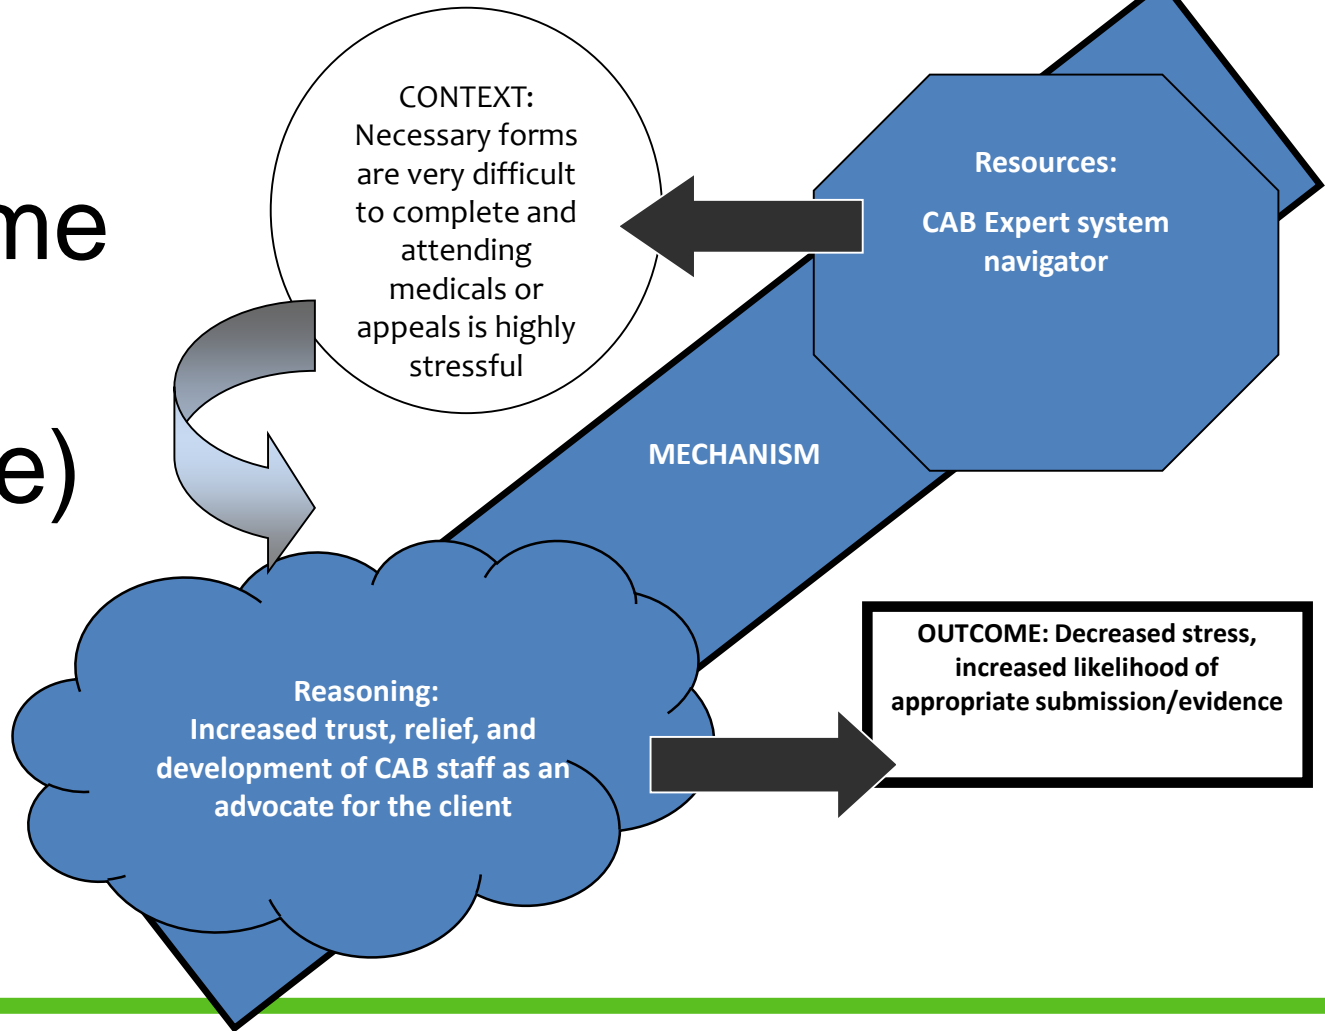 me
e)
CONTEXT:
Necessary forms
are very difficult
to complete and
attending
medicals or
appeals is highly
stressful
Resources:
CAB Expert system
navigator
MECHANISM
Reasoning:
Increased trust, relief, and
development of CAB staff as an
advocate for the client
OUTCOME: Decreased stress,
increased likelihood of
appropriate submission/evidence